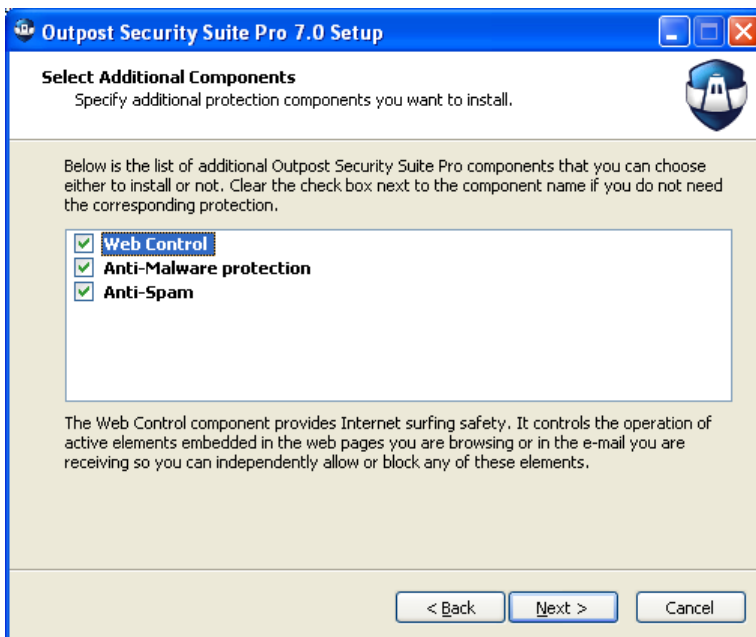 Outpost Security Suite Pro 7.0 Setup
Select Additional Components
Specify additional protection components you want to install.
Below is the list of additional Outpost Security Suite Pro components that you can choose
either to install or not. Clear the check box next to the component name if you do not need
the corresponding protection.
Web Control
Anti-Malware protection
Anti-Spam
The Web Control component provides Internet surfing safety. It controls the operation of
active elements embedded in the web pages you are browsing or in the e-mail you are
receiving so you can independently allow or block any of these elements.
< Back Next > Cancel